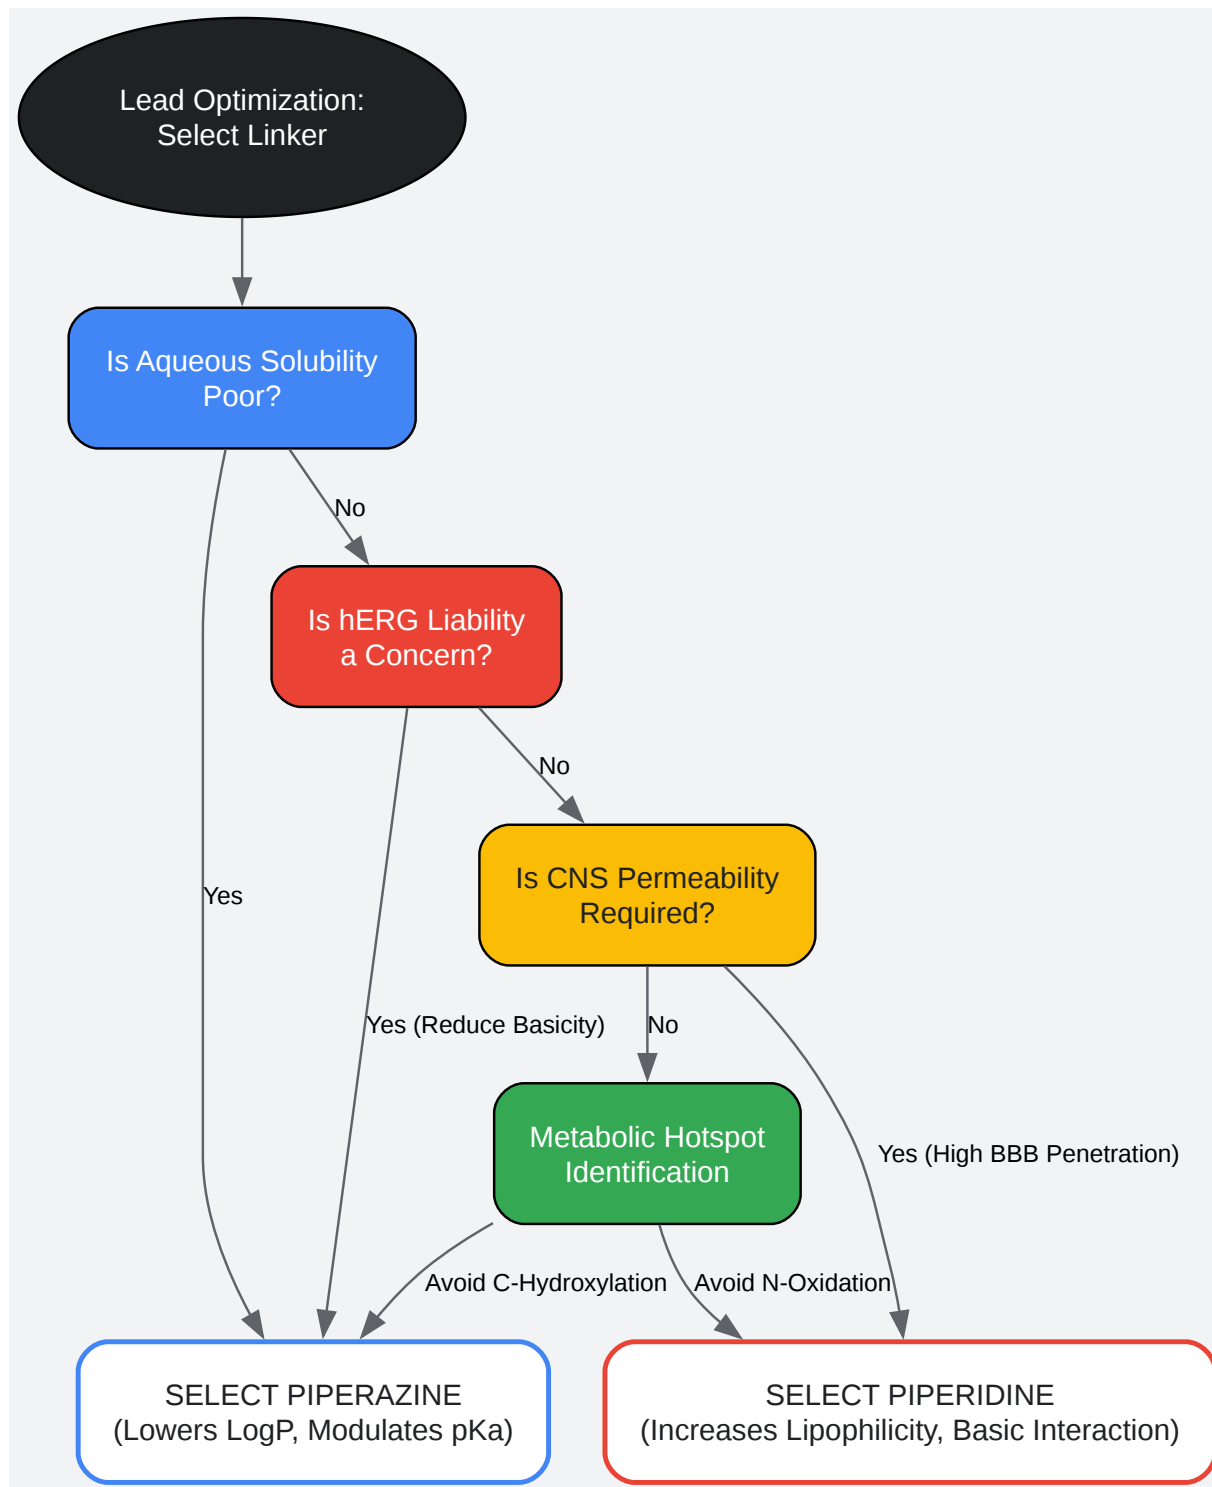 Lead Optimization:
Select Linker
Is Aqueous Solubility
Poor?
No
Is hERG Liability
a Concern?
No
Is CNS Permeability
Required?
Yes
Yes (Reduce Basicity)
No
Metabolic Hotspot
Identification
Yes (High BBB Penetration)
Avoid C-Hydroxylation
Avoid N-Oxidation
SELECT PIPERAZINE
(Lowers LogP, Modulates pKa)
SELECT PIPERIDINE
(Increases Lipophilicity, Basic Interaction)